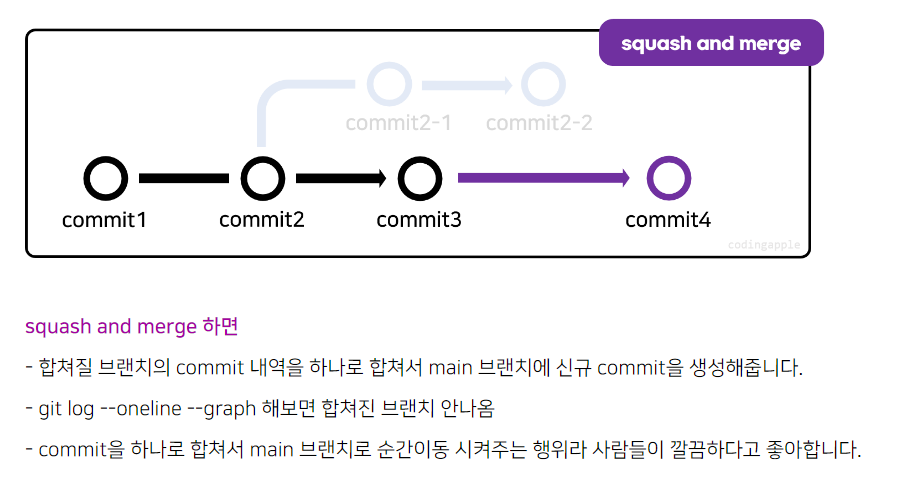 squash and merge
commit2-1 commit2-2
commit1 commit2 commit3 commit4
codingapple
squash and merge 하면
- 합쳐질 브랜치의 commit 내역을 하나로 합쳐서 main 브랜치에 신규 commit을 생성해줍니다.
- git log --oneline --graph 해보면 합쳐진 브랜치 안나옴
- commit을 하나로 합쳐서 main 브랜치로 순간이동 시켜주는 행위라 사람들이 깔끔하다고 좋아합니다.